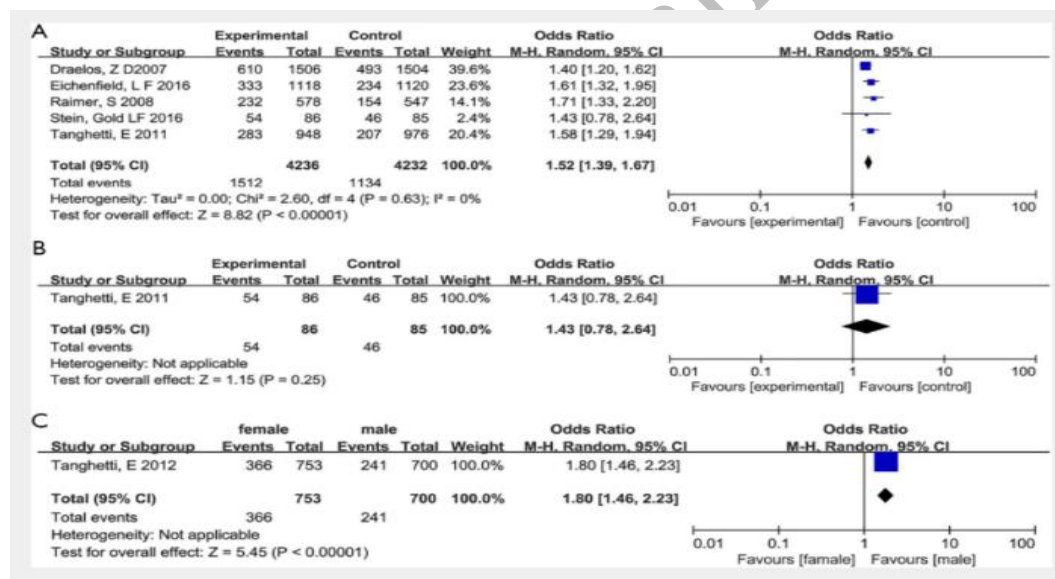 A
Experimental Control Odds Ratio Odds Ratio
Study or Subgroup Events Total Events Total Weight M-H, Random, 95% CI M-H, Random, 95% CI
Draelos, Z D2007 610 1506 493 1504 39.6% 1.40 [1.20, 1.62]
Eichenfield, L F 2016 333 1118 234 1120 23.6% 1.61 [1.32, 1.95]
Raimer, S 2008 232 578 154 547 14.1% 1.71 [1.33, 2.20]
Stein, Gold LF 2016 54 86 46 85 2.4% 1.43 [0.78, 2.64]
Tanghetti, E 2011 283 948 207 976 20.4% 1.58 [1.29, 1.94]
Total (95% CI) 4236 4232 100.0% 1.52 [1.39, 1.67]
Total events 1512 1134
Heterogeneity: Tau² = 0.00; Chi² = 2.60, df = 4 (P = 0.63); I² = 0%
Test for overall effect: Z = 8.82 (P < 0.00001)
0.01 0.1 1 10 100
Favours [experimental] Favours [control]
B
Experimental Control Odds Ratio Odds Ratio
Study or Subgroup Events Total Events Total Weight M-H, Random, 95% CI M-H, Random, 95% CI
Tanghetti, E 2011 54 86 46 85 100.0% 1.43 [0.78, 2.64]
Total (95% CI) 86 85 100.0% 1.43 [0.78, 2.64]
Total events 54 46
Heterogeneity: Not applicable
Test for overall effect: Z = 1.15 (P = 0.25)
0.01 0.1 1 10 100
Favours [experimental] Favours [control]
C
female male Odds Ratio Odds Ratio
Study or Subgroup Events Total Events Total Weight M-H, Random, 95% CI M-H, Random, 95% CI
Tanghetti, E 2012 366 753 241 700 100.0% 1.80 [1.46, 2.23]
Total (95% CI) 753 700 100.0% 1.80 [1.46, 2.23]
Total events 366 241
Heterogeneity: Not applicable
Test for overall effect: Z = 5.45 (P < 0.00001)
0.01 0.1 1 10 100
Favours [famale] Favours [male]